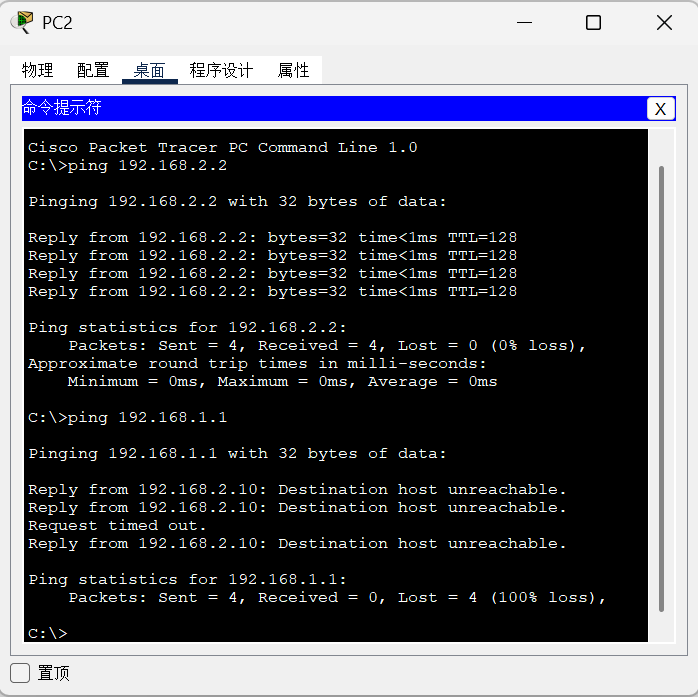 PC2
物理 配置 桌面 程序设计 属性
命令提示符
X
Cisco Packet Tracer PC Command Line 1.0
C:\>ping 192.168.2.2
Pinging 192.168.2.2 with 32 bytes of data:
Reply from 192.168.2.2: bytes=32 time<1ms TTL=128
Reply from 192.168.2.2: bytes=32 time<1ms TTL=128
Reply from 192.168.2.2: bytes=32 time<1ms TTL=128
Reply from 192.168.2.2: bytes=32 time<1ms TTL=128
Ping statistics for 192.168.2.2:
Packets: Sent = 4, Received = 4, Lost = 0 (0% loss),
Approximate round trip times in milli-seconds:
Minimum = 0ms, Maximum = 0ms, Average = 0ms
C:\>ping 192.168.1.1
Pinging 192.168.1.1 with 32 bytes of data:
Reply from 192.168.2.10: Destination host unreachable.
Reply from 192.168.2.10: Destination host unreachable.
Request timed out.
Reply from 192.168.2.10: Destination host unreachable.
Ping statistics for 192.168.1.1:
Packets: Sent = 4, Received = 0, Lost = 4 (100% loss),
C:\>
置顶